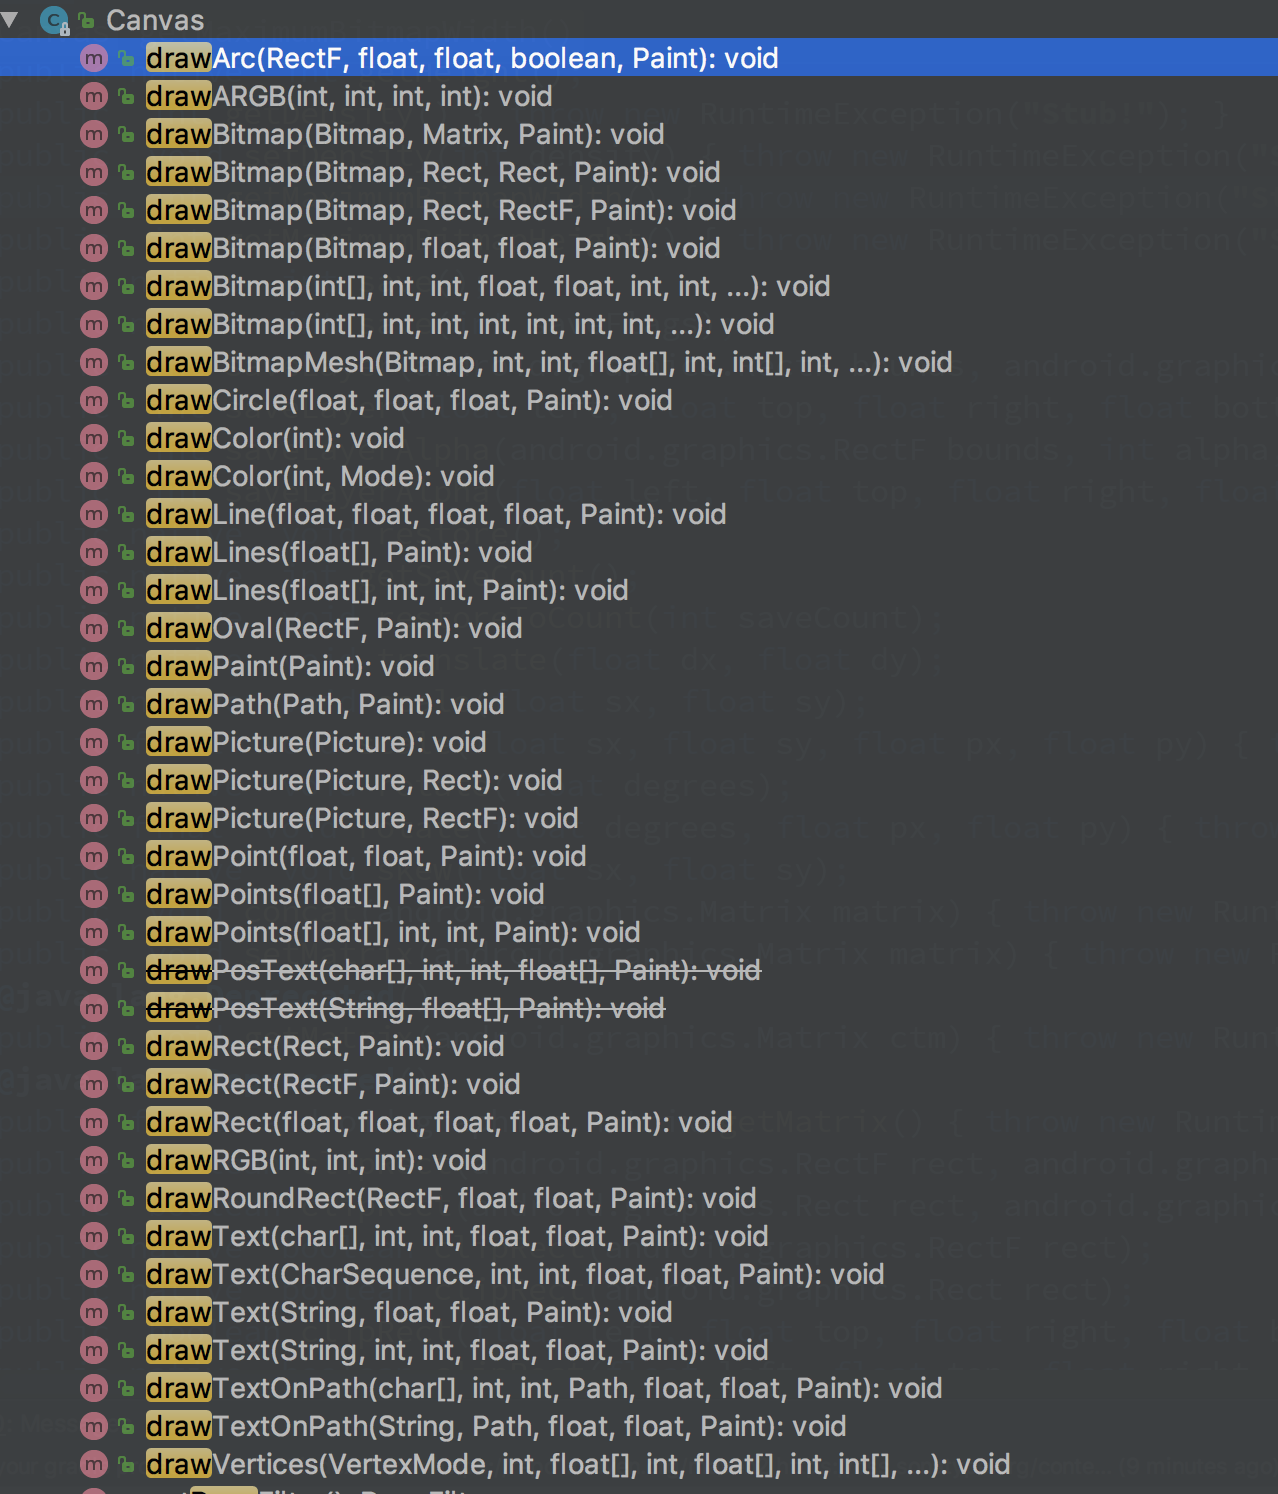 Canvas
drawArc(RectF, float, float, boolean, Paint): void
drawARGB(int, int, int, int): void
drawBitmap(Bitmap, Matrix, Paint): void
drawBitmap(Bitmap, Rect, Rect, Paint): void
drawBitmap(Bitmap, Rect, RectF, Paint): void
drawBitmap(Bitmap, float, float, Paint): void
drawBitmap(int[], int, int, float, float, int, int, ...): void
drawBitmap(int[], int, int, int, int, int, int, ...): void
drawBitmapMesh(Bitmap, int, int, float[], int, int[], int, ...): void
drawCircle(float, float, float, Paint): void
drawColor(int): void
drawColor(int, Mode): void
drawLine(float, float, float, float, Paint): void
drawLines(float[], Paint): void
drawLines(float[], int, int, Paint): void
drawOval(RectF, Paint): void
drawPaint(Paint): void
drawPath(Path, Paint): void
drawPicture(Picture): void
drawPicture(Picture, Rect): void
drawPicture(Picture, RectF): void
drawPoint(float, float, Paint): void
drawPoints(float[], Paint): void
drawPoints(float[], int, int, Paint): void
drawPosText(char[], int, int, float[], Paint): void
drawPosText(String, float[], Paint): void
drawRect(Rect, Paint): void
drawRect(RectF, Paint): void
drawRect(float, float, float, float, Paint): void
drawRGB(int, int, int): void
drawRoundRect(RectF, float, float, Paint): void
drawText(char[], int, int, float, float, Paint): void
drawText(CharSequence, int, int, float, float, Paint): void
drawText(String, float, float, Paint): void
drawText(String, int, int, float, float, Paint): void
drawTextOnPath(char[], int, int, Path, float, float, Paint): void
drawTextOnPath(String, Path, float, float, Paint): void
drawVertices(VertexMode, int, float[], int, float[], int, int[], ...): void